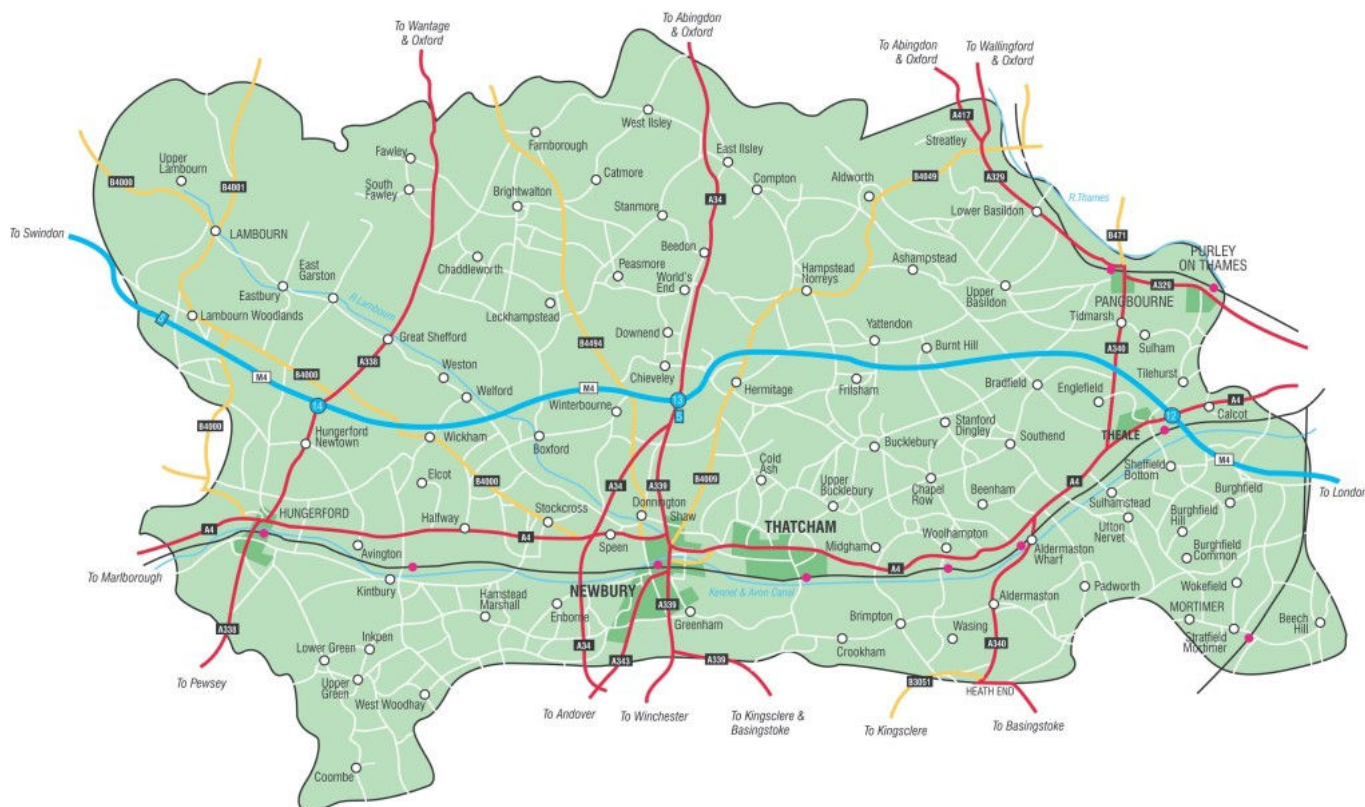 To Wantage
& Oxford
To Abingdon
& Oxford
To Abingdon
& Oxford
To Wallingford
& Oxford
A417
West Ilsley
Streatley
Farnborough
Fawley
East Ilsley
Upper
Lambourn
B4000
B4001
South
Fawley
Catmore
Compton
Aldworth
B4049
A329
Brightwalton
A34
R.Thames
Stanmore
Lower Basildon
LAMBOURN
To Swindon
B471
Beedon
PURLEY
ON THAMES
East
Garston
Chaddleworth
Peasmore
World's
End
Hampstead
Norreys
Ashampstead
Upper
Basildon
A329
Eastbury
R.Lambourn
Leckhampstead
PANGBOURNE
Lambourn Woodlands
S
Tidmarsh
Great Shefford
B4494
Downend
Yattendon
Burnt Hill
A340
Sulham
A338
M4
B4000
Weston
Chieveley
Tilehurst
Welford
M4
Hermitage
Frilsham
Bradfield
Englefield
14
13
S
12
A4
Calcot
Winterbourne
B4000
Hungerford
Newtown
Wickham
Boxford
Stanford
Dingley
Southend
THEALE
Bucklebury
Elcot
Cold
Ash
Sheffield
Bottom
M4
B4000
A34
A339
B4009
Upper
Bucklebury
Chapel
Row
Beenham
A4
To London
Sulhamstead
Burghfield
HUNGERFORD
Halfway
Stockcross
Donnington
Shaw
THATCHAM
Woolhampton
Ufton
Nervet
Burghfield
Hill
A4
A4
Speen
Midgham
Aldermaston
Wharf
Burghfield
Common
Avington
A4
To Marlborough
Kintbury
NEWBURY
Kennet & Avon Canal
Padworth
Wokefield
Hamstead
Marshall
Enborne
A339
Greenham
Aldermaston
MORTIMER
Brimpton
Wasing
Beech
Hill
A338
Inkpen
Stratfield
Mortimer
Lower Green
A34
A343
A339
Crookham
A340
To Pewsey
Upper
Green
West Woodhay
B3051
HEATH END
To Andover
To Winchester
To Kingsclere &
Basingstoke
To Kingsclere
To Basingstoke
Coombe